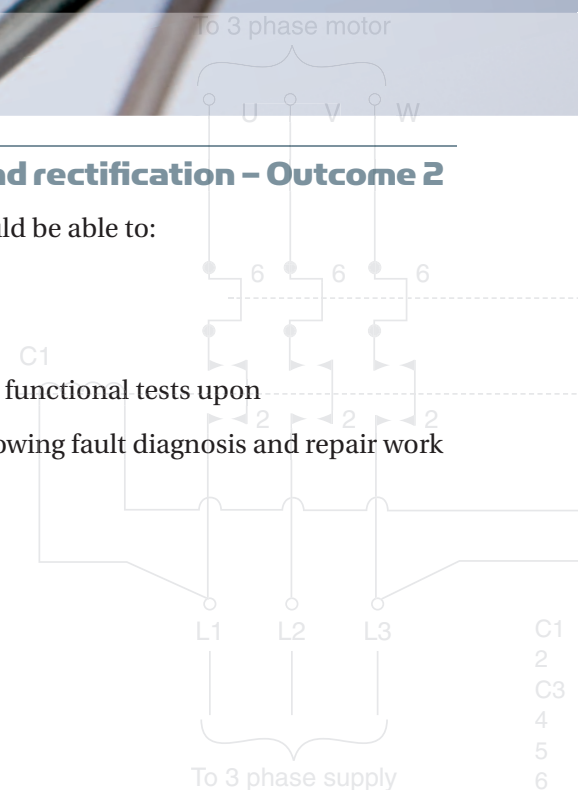 To 3 phase motor
U V W
nd rectification – Outcome 2
uld be able to:
6 6 6
C1
functional tests upon
2 2 2
owing fault diagnosis and repair work
L1 L2 L3
C1
2
C3
4
5
To 3 phase supply 6